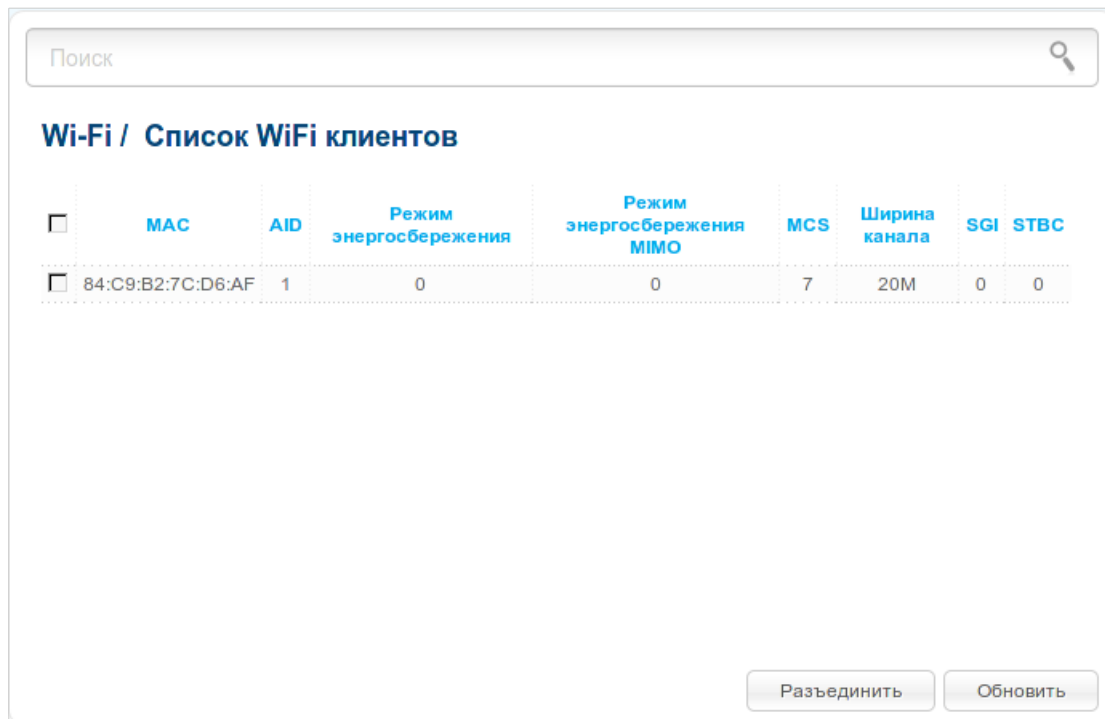 Поиск
Wi-Fi / Список WiFi клиентов
MAC AID Режим энергосбережения Режим энергосбережения MIMO MCS Ширина канала SGI STBC
84:C9:B2:7C:D6:AF 1 0 0 7 20M 0 0
Разъединить Обновить